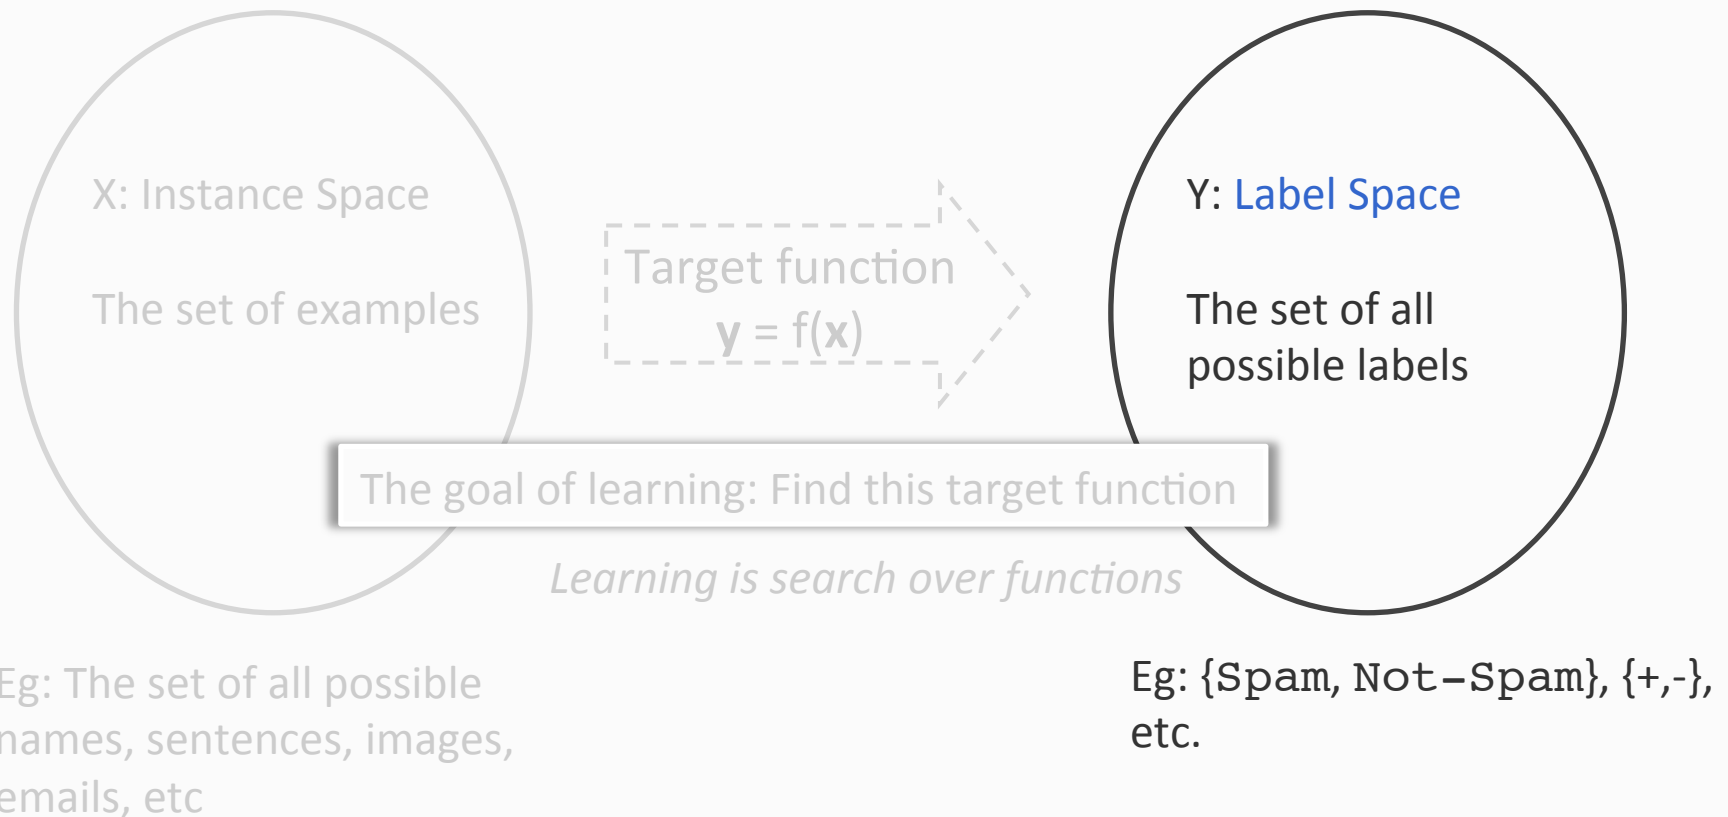 X: Instance Space
The set of examples
Target function
y = f(x)
Y: Label Space
The set of all
possible labels
The goal of learning: Find this target function
Learning is search over functions
Eg: The set of all possible
names, sentences, images,
emails, etc
Eg: {Spam, Not-Spam}, {+,-},
etc.